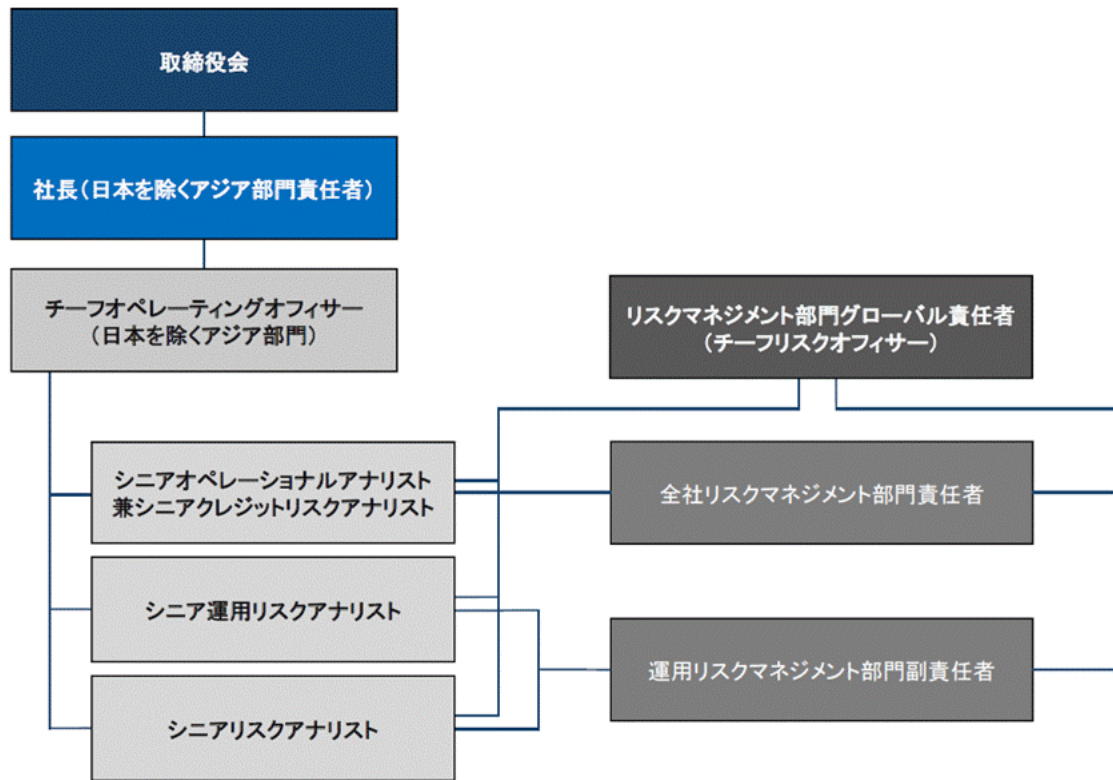 取締役会
社長(日本を除くアジア部門責任者)
チーフオペレーティングオフィサー
(日本を除くアジア部門)
リスクマネジメント部門グローバル責任者
(チーフリスクオフィサー)
シニアオペレーショナルアナリスト
兼シニアクレジットリスクアナリスト
全社リスクマネジメント部門責任者
シニア運用リスクアナリスト
運用リスクマネジメント部門副責任者
シニアリスクアナリスト